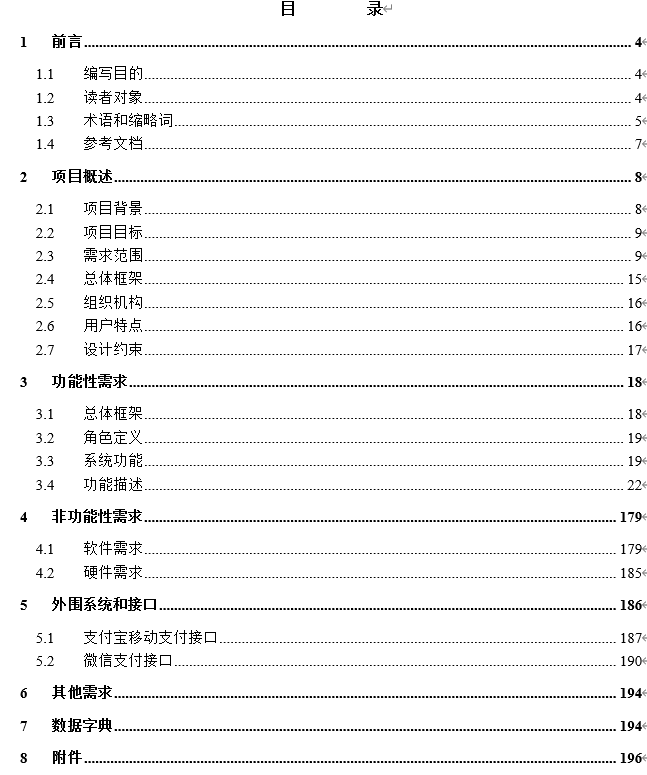 目 录
1 前言 4
1.1 编写目的 4
1.2 读者对象 4
1.3 术语和缩略词 5
1.4 参考文档 7
2 项目概述 8
2.1 项目背景 8
2.2 项目目标 9
2.3 需求范围 9
2.4 总体框架 15
2.5 组织机构 16
2.6 用户特点 16
2.7 设计约束 17
3 功能性需求 18
3.1 总体框架 18
3.2 角色定义 19
3.3 系统功能 19
3.4 功能描述 22
4 非功能性需求 179
4.1 软件需求 179
4.2 硬件需求 185
5 外围系统和接口 186
5.1 支付宝移动支付接口 187
5.2 微信支付接口 190
6 其他需求 194
7 数据字典 194
8 附件 196